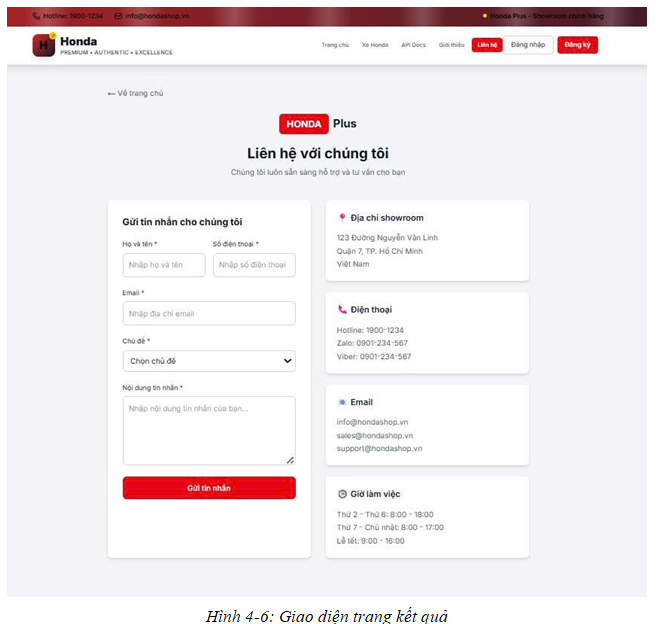 Hotline: 1900-1234 info@hondashop.vn Honda Plus - Showroom chính hãng
H Honda
PREMIUM • AUTHENTIC • EXCELLENCE
Trang chủ Xe Honda API Docs Giới thiệu Liên hệ Đăng nhập Đăng ký
← Về trang chủ
HONDA Plus
Liên hệ với chúng tôi
Chúng tôi luôn sẵn sàng hỗ trợ và tư vấn cho bạn
Gửi tin nhắn cho chúng tôi
Họ và tên * Số điện thoại *
Nhập họ và tên Nhập số điện thoại
Email *
Nhập địa chỉ email
Chủ đề *
Chọn chủ đề
Nội dung tin nhắn *
Nhập nội dung tin nhắn của bạn...
Gửi tin nhắn
Địa chỉ showroom
123 Đường Nguyễn Văn Linh
Quận 7, TP. Hồ Chí Minh
Việt Nam
Điện thoại
Hotline: 1900-1234
Zalo: 0901-234-567
Viber: 0901-234-567
Email
info@hondashop.vn
sales@hondashop.vn
support@hondashop.vn
Giờ làm việc
Thứ 2 - Thứ 6: 8:00 - 18:00
Thứ 7 - Chủ nhật: 8:00 - 17:00
Lễ tết: 9:00 - 16:00
Hình 4-6: Giao diện trang kết quả